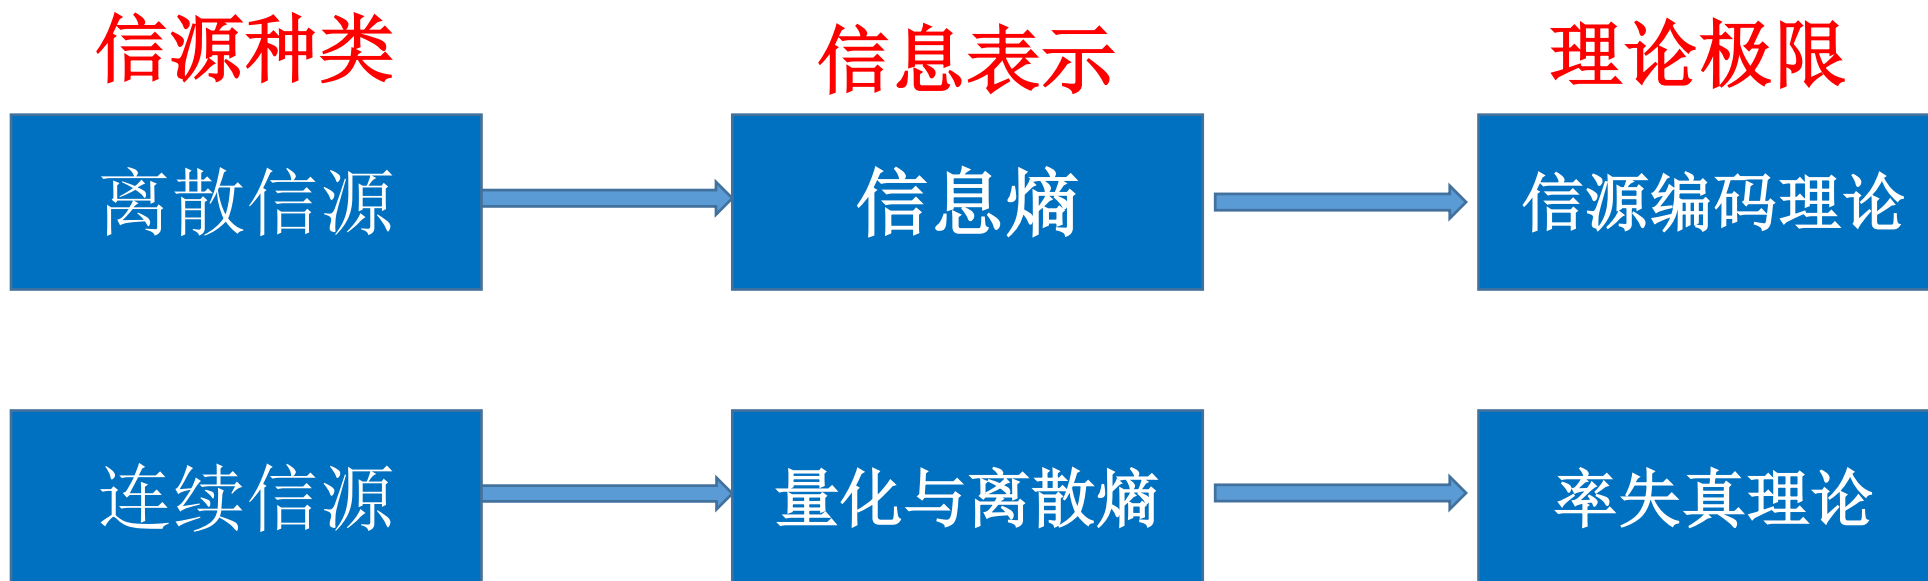 信源种类
信息表示
理论极限
离散信源
信息熵
信源编码理论
连续信源
量化与离散熵
率失真理论